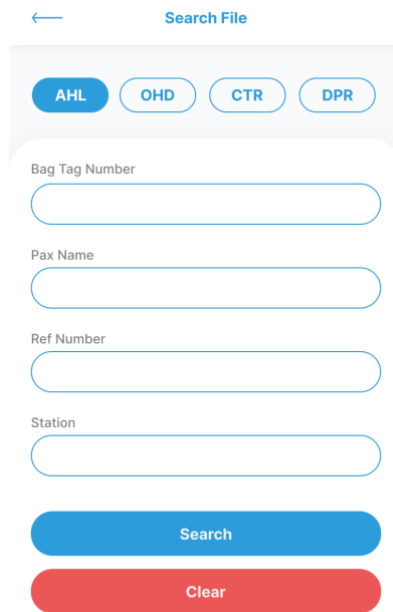 Search File
AHL OHD CTR DPR
Bag Tag Number
Pax Name
Ref Number
Station
Search
Clear